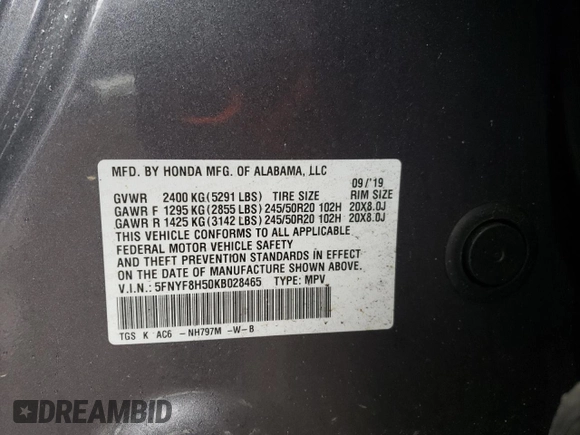 MFD. BY HONDA MFG. OF ALABAMA, LLC
09/'19
GVWR 2400 KG (5291 LBS) TIRE SIZE RIM SIZE
GAWR F 1295 KG (2855 LBS) 245/50R20 102H 20X8.0J
GAWR R 1425 KG (3142 LBS) 245/50R20 102H 20X8.0J
THIS VEHICLE CONFORMS TO ALL APPLICABLE
FEDERAL MOTOR VEHICLE SAFETY
AND THEFT PREVENTION STANDARDS IN EFFECT
ON THE DATE OF MANUFACTURE SHOWN ABOVE.
V.I.N.: 5FNYF8H50KB028465 TYPE: MPV
TGS K AC6 -NH797M -W-B
DREAMBID